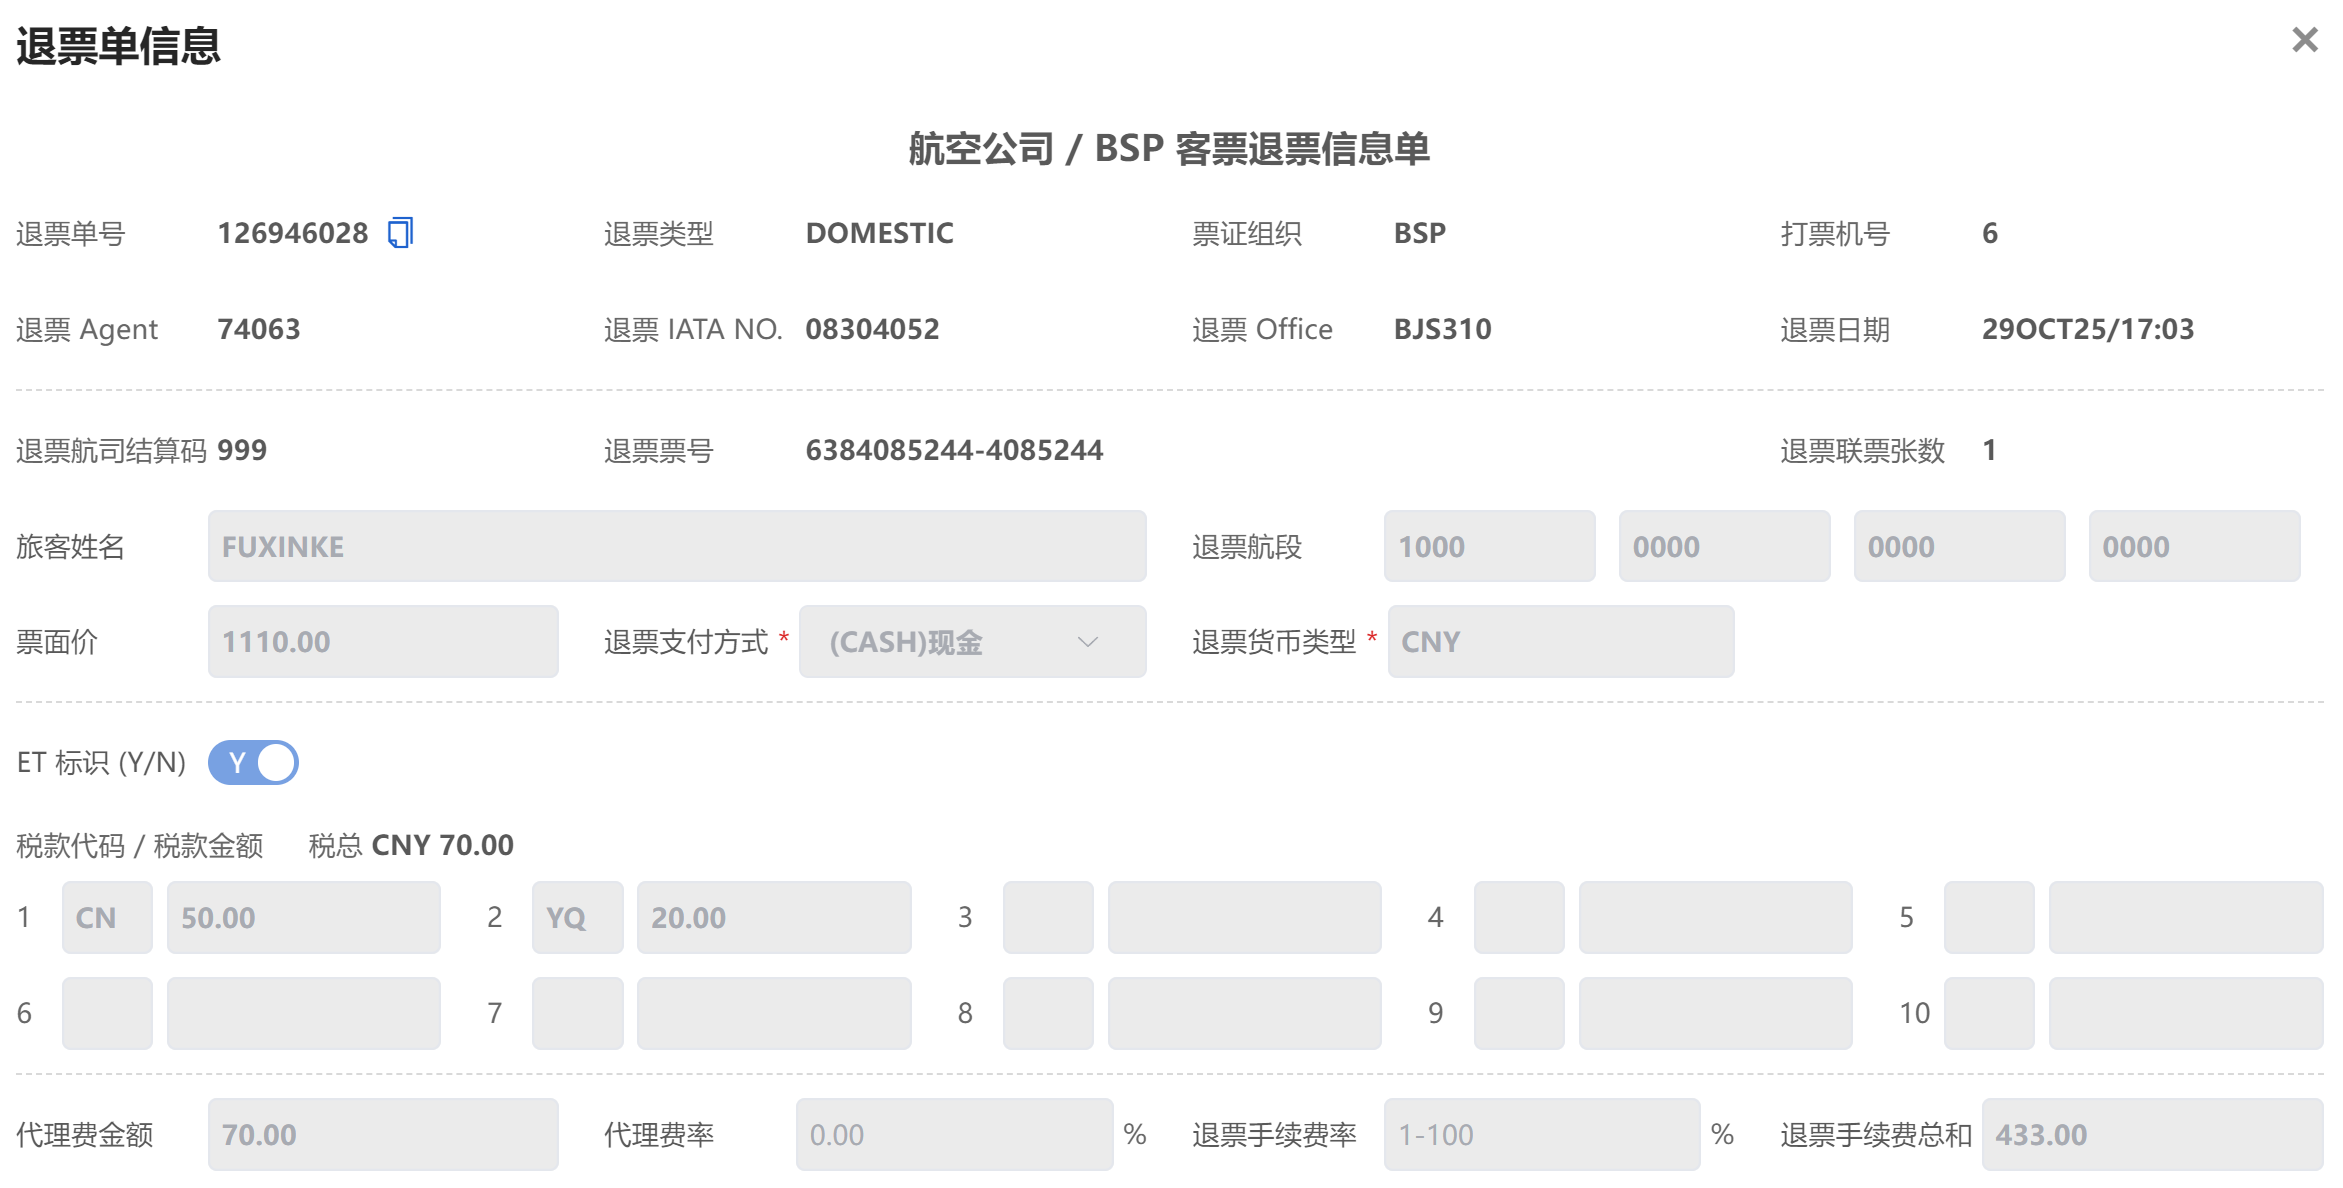 退票单信息
航空公司 / BSP 客票退票信息单
退票单号 126946028 退票类型 DOMESTIC 票证组织 BSP 打票机号 6
退票 Agent 74063 退票 IATA NO. 08304052 退票 Office BJS310 退票日期 29OCT25/17:03
退票航司结算码 999 退票票号 6384085244-4085244 退票联票张数 1
旅客姓名 FUXINKE 退票航段 1000 0000 0000 0000
票面价 1110.00 退票支付方式 * (CASH)现金 退票货币类型 * CNY
ET 标识 (Y/N) Y
税款代码 / 税款金额 税总 CNY 70.00
1 CN 50.00 2 YQ 20.00 3 4 5
6 7 8 9 10
代理费金额 70.00 代理费率 0.00 % 退票手续费率 1-100 % 退票手续费总和 433.00